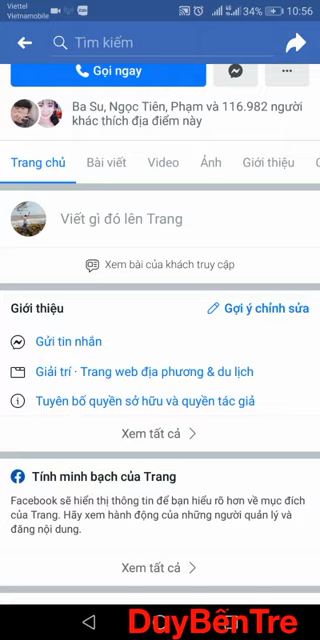 Viettel
Vietnamobile
34% 10:56
Tìm kiếm
Gọi ngay
Ba Su, Ngọc Tiên, Phạm và 116.982 người
khác thích địa điểm này
Trang chủ Bài viết Video Ảnh Giới thiệu
Viết gì đó lên Trang
Xem bài của khách truy cập
Giới thiệu Gợi ý chỉnh sửa
Gửi tin nhắn
Giải trí · Trang web địa phương & du lịch
Tuyên bố quyền sở hữu và quyền tác giả
Xem tất cả
Tính minh bạch của Trang
Facebook sẽ hiển thị thông tin để bạn hiểu rõ hơn về mục đích
của Trang. Hãy xem hành động của những người quản lý và
đăng nội dung.
Xem tất cả
DuyBếnTre